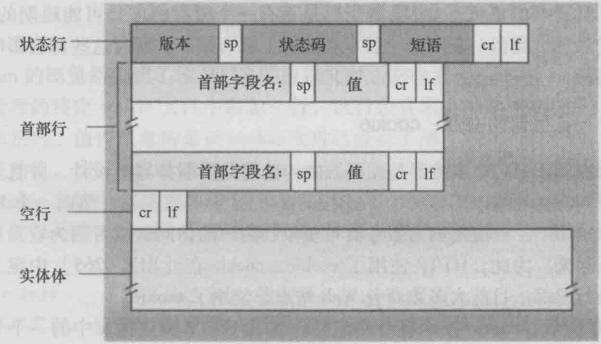 状态行 版本 sp 状态码 sp 短语 cr lf
首部字段名: sp 值 cr lf
首部行
首部字段名: sp 值 cr lf
空行 cr lf
实体体